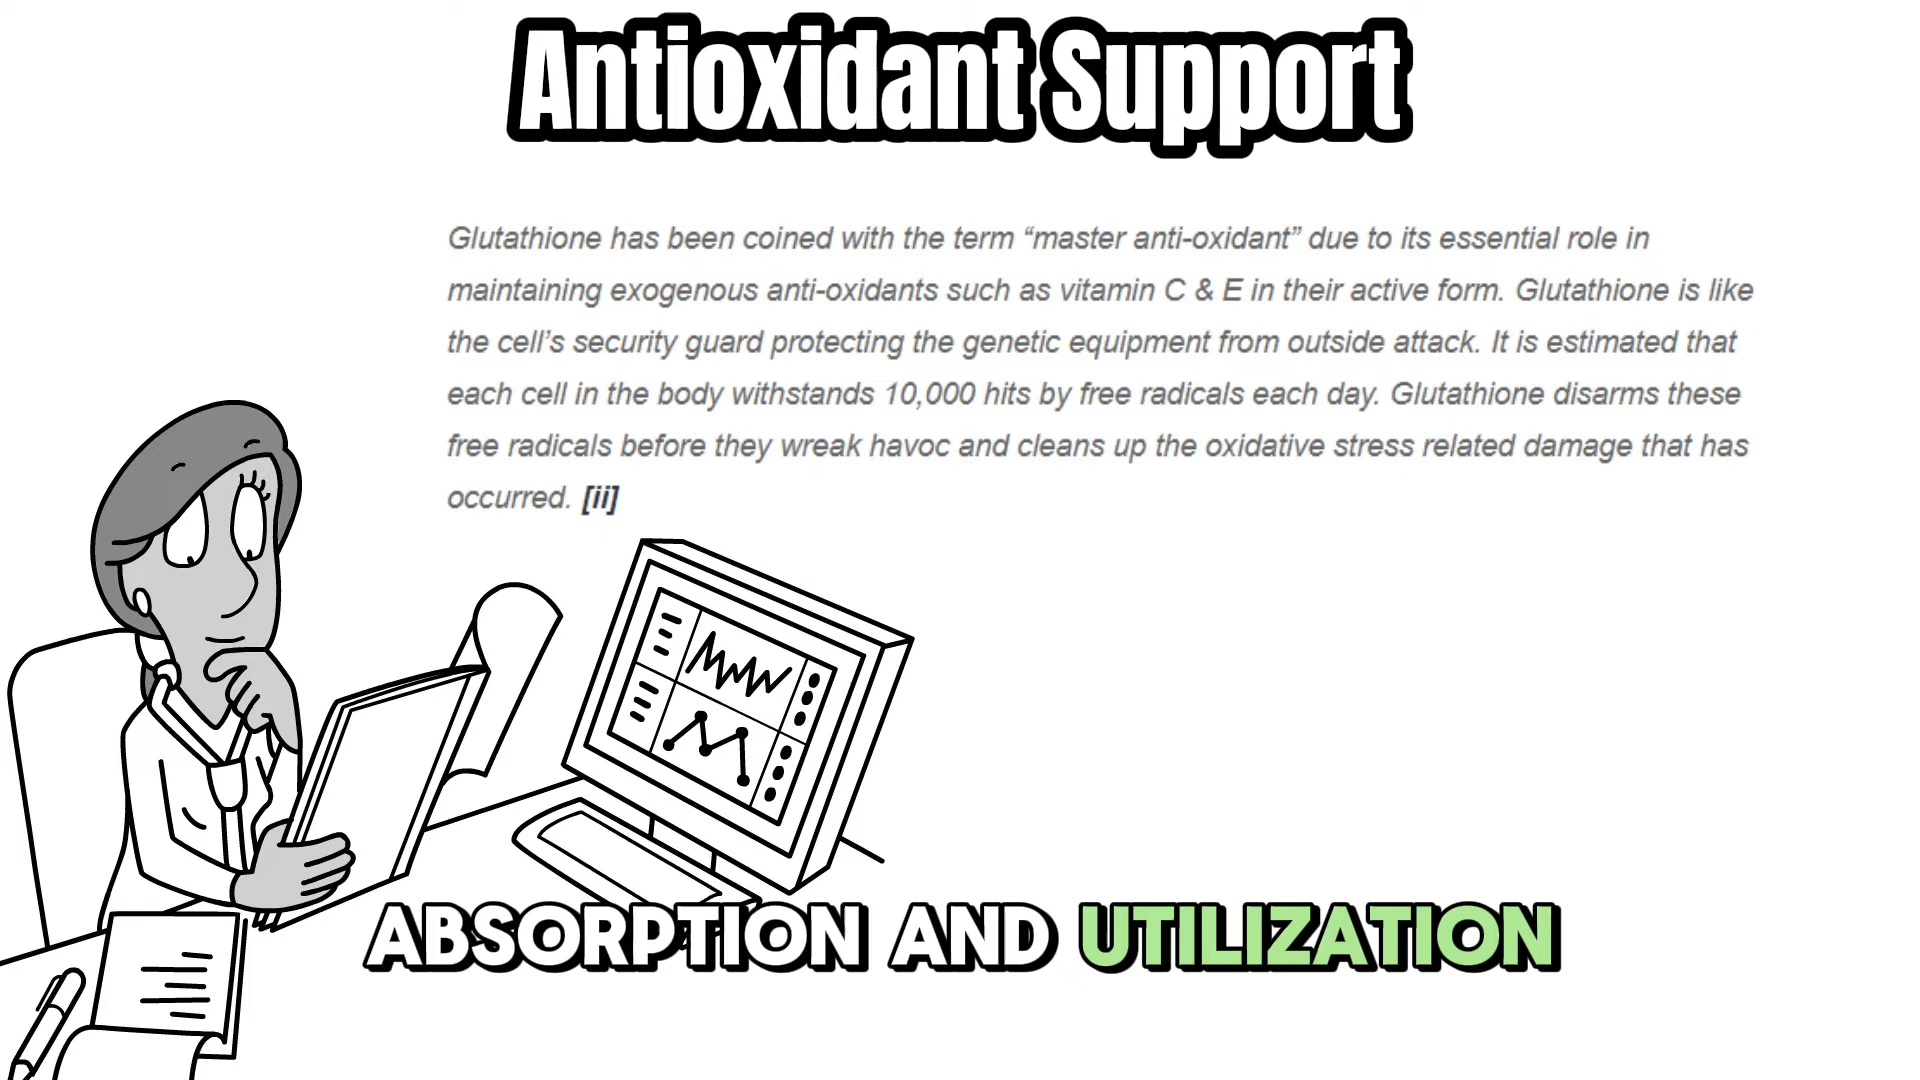 Antioxidant Support
Glutathione has been coined with the term “master anti-oxidant” due to its essential role in
maintaining exogenous anti-oxidants such as vitamin C & E in their active form. Glutathione is like
the cell’s security guard protecting the genetic equipment from outside attack. It is estimated that
each cell in the body withstands 10,000 hits by free radicals each day. Glutathione disarms these
free radicals before they wreak havoc and cleans up the oxidative stress related damage that has
occurred. [ii]
ABSORPTION AND UTILIZATION